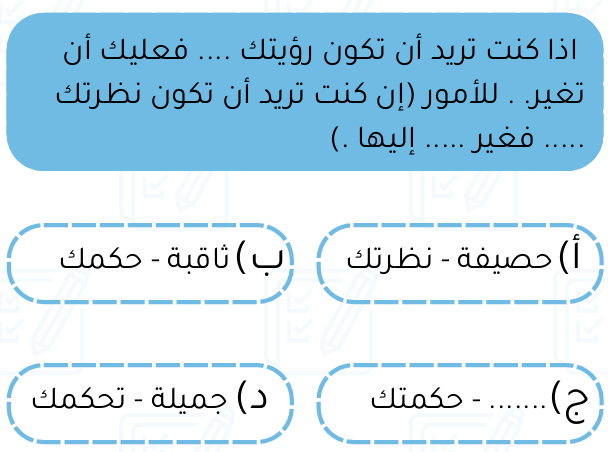 اذا كنت تريد أن تكون رؤيتك .... فعليك أن
تغير. . للأمور (إن كنت تريد أن تكون نظرتك
..... فغير ..... إليها .)
أ) حصيفة - نظرتك
ب) ثاقبة - حكمك
ج) ....... - حكمتك
د) جميلة - تحكمك